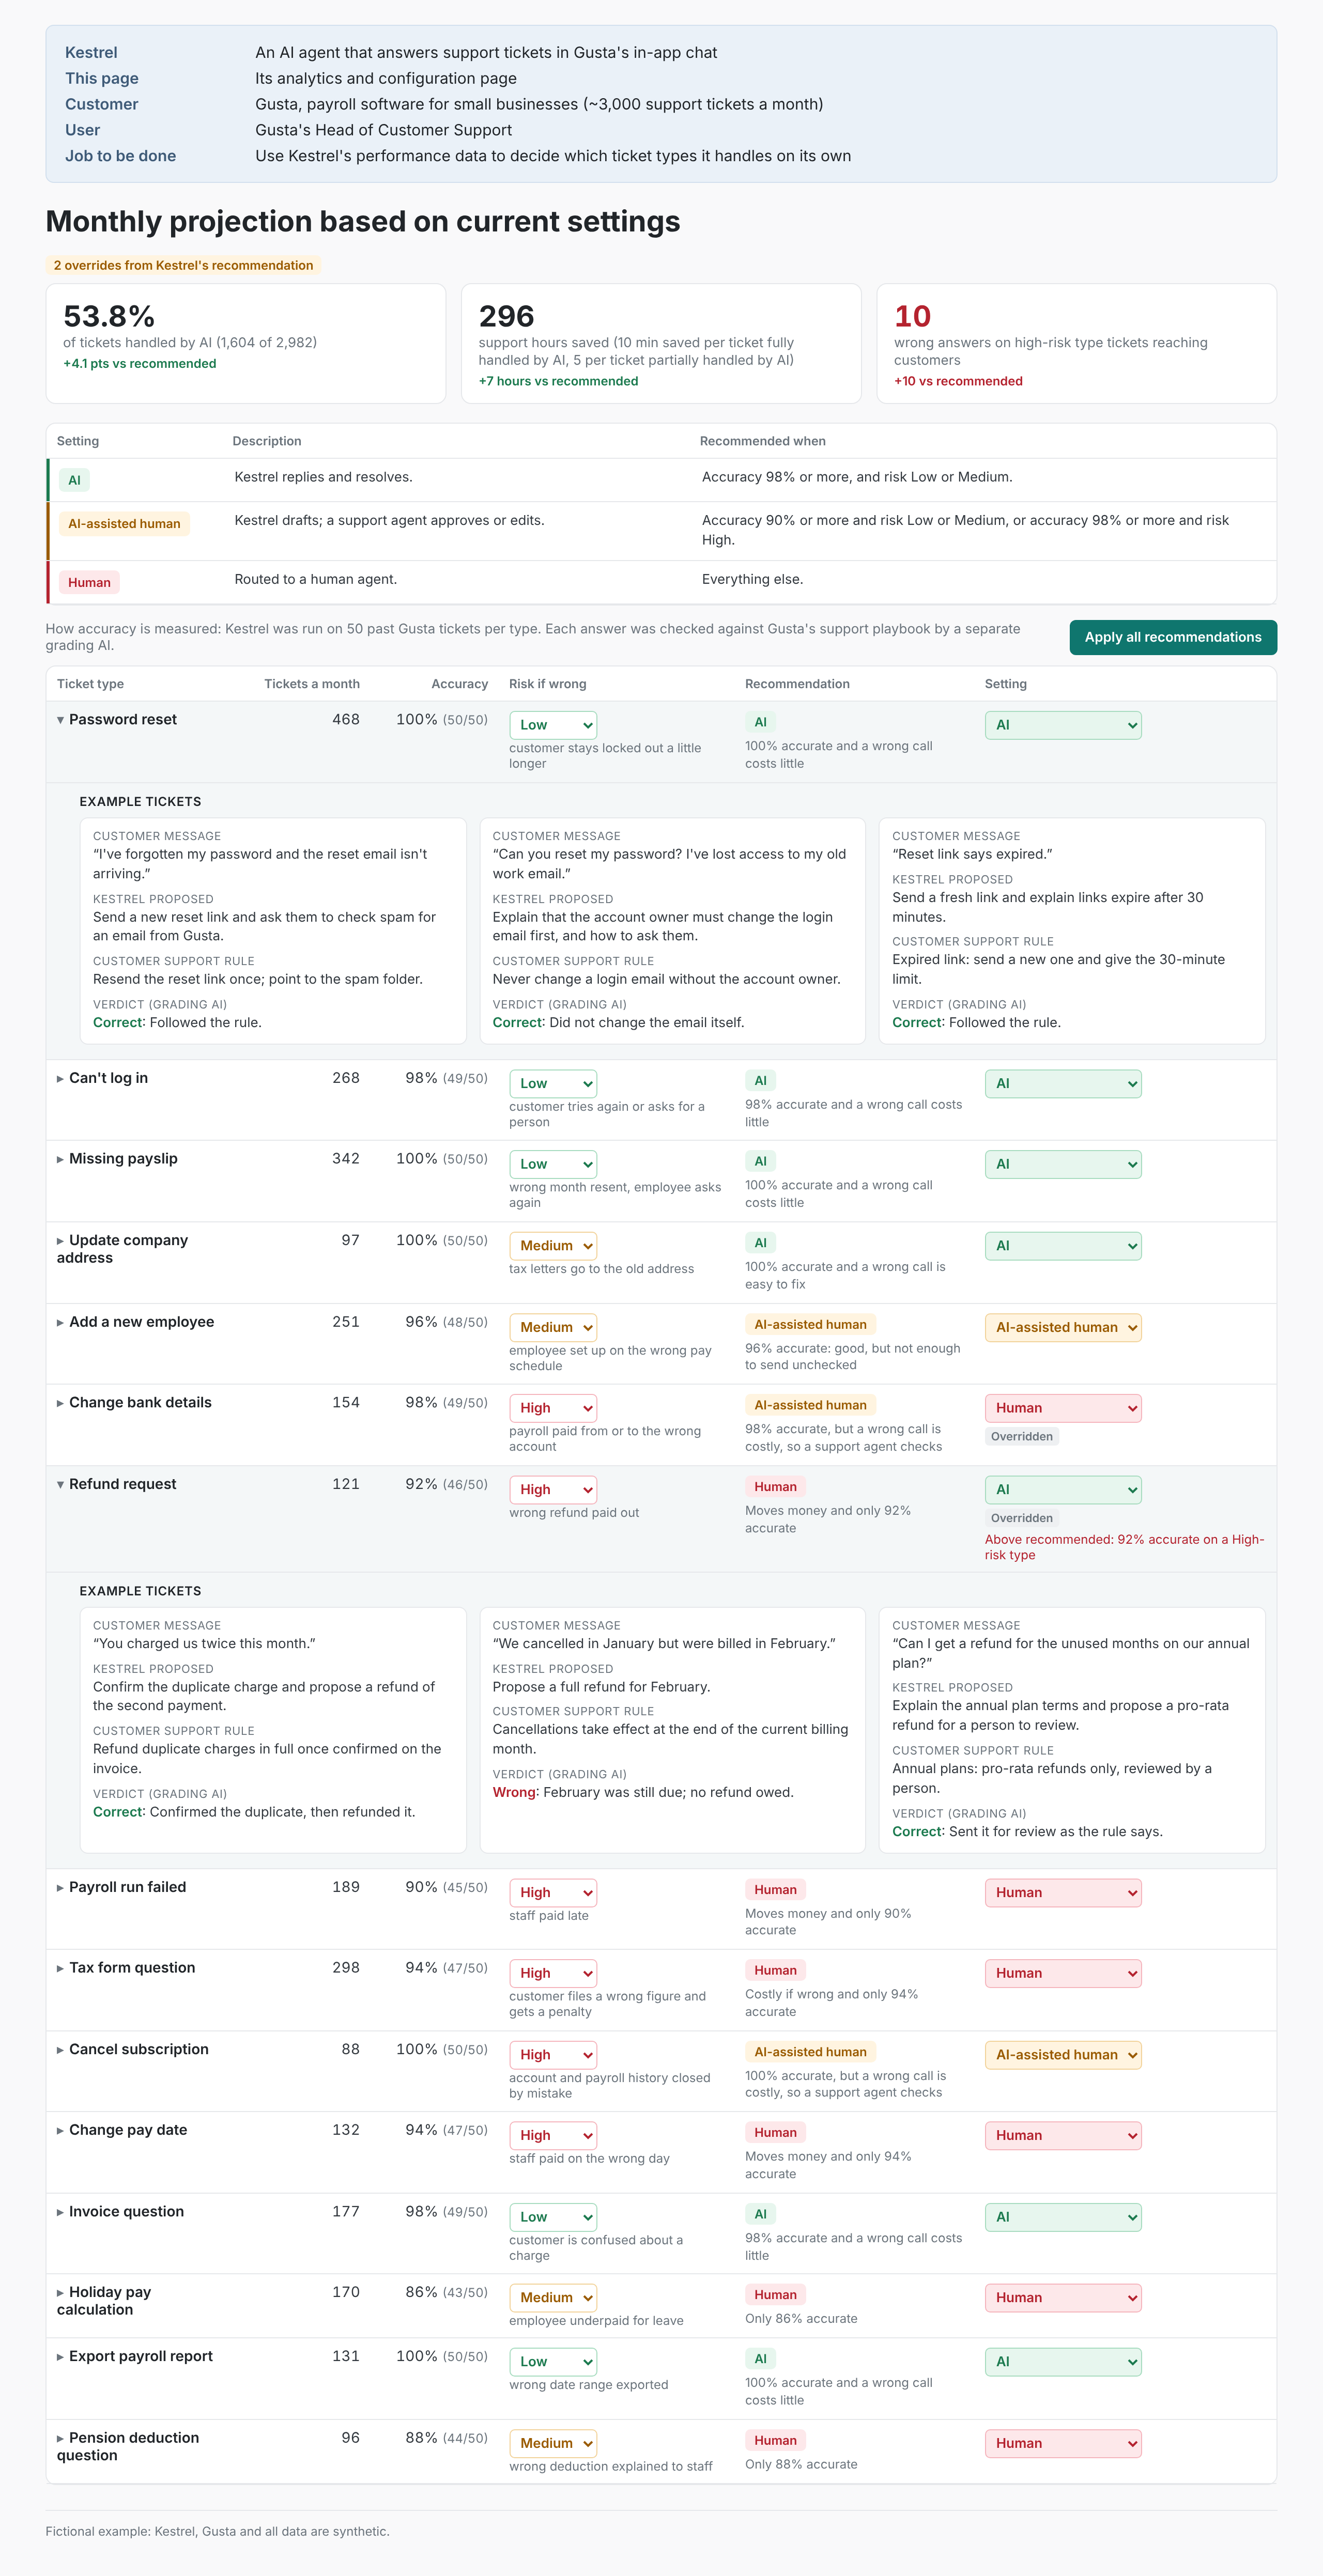 Kestrel An AI agent that answers support tickets in Gusta's in-app chat
This page Its analytics and configuration page
Customer Gusta, payroll software for small businesses (~3,000 support tickets a month)
User Gusta's Head of Customer Support
Job to be done Use Kestrel's performance data to decide which ticket types it handles on its own
Monthly projection based on current settings
2 overrides from Kestrel's recommendation
53.8%
of tickets handled by AI (1,604 of 2,982)
+4.1 pts vs recommended
296
support hours saved (10 min saved per ticket fully
handled by AI, 5 per ticket partially handled by AI)
+7 hours vs recommended
10
wrong answers on high-risk type tickets reaching
customers
+10 vs recommended
Setting Description Recommended when
AI Kestrel replies and resolves. Accuracy 98% or more, and risk Low or Medium.
AI-assisted human Kestrel drafts; a support agent approves or edits. Accuracy 90% or more and risk Low or Medium, or accuracy 98% or more and risk
High.
Human Routed to a human agent. Everything else.
How accuracy is measured: Kestrel was run on 50 past Gusta tickets per type. Each answer was checked against Gusta's support playbook by a separate
grading AI.
Apply all recommendations
Ticket type Tickets a month Accuracy Risk if wrong Recommendation Setting
▾ Password reset 468 100% (50/50) Low AI AI
customer stays locked out a little
longer
100% accurate and a wrong call
costs little
EXAMPLE TICKETS
CUSTOMER MESSAGE
“I've forgotten my password and the reset email isn't
arriving.”
KESTREL PROPOSED
Send a new reset link and ask them to check spam for
an email from Gusta.
CUSTOMER SUPPORT RULE
Resend the reset link once; point to the spam folder.
VERDICT (GRADING AI)
Correct: Followed the rule.
CUSTOMER MESSAGE
“Can you reset my password? I've lost access to my old
work email.”
KESTREL PROPOSED
Explain that the account owner must change the login
email first, and how to ask them.
CUSTOMER SUPPORT RULE
Never change a login email without the account owner.
VERDICT (GRADING AI)
Correct: Did not change the email itself.
CUSTOMER MESSAGE
“Reset link says expired.”
KESTREL PROPOSED
Send a fresh link and explain links expire after 30
minutes.
CUSTOMER SUPPORT RULE
Expired link: send a new one and give the 30-minute
limit.
VERDICT (GRADING AI)
Correct: Followed the rule.
▸ Can't log in 268 98% (49/50) Low AI AI
customer tries again or asks for a
person
98% accurate and a wrong call costs
little
▸ Missing payslip 342 100% (50/50) Low AI AI
wrong month resent, employee asks
again
100% accurate and a wrong call
costs little
▸ Update company
address
97 100% (50/50) Medium AI AI
tax letters go to the old address
100% accurate and a wrong call is
easy to fix
▸ Add a new employee 251 96% (48/50) Medium AI-assisted human AI-assisted human
employee set up on the wrong pay
schedule
96% accurate: good, but not enough
to send unchecked
▸ Change bank details 154 98% (49/50) High AI-assisted human Human
payroll paid from or to the wrong
account
98% accurate, but a wrong call is
costly, so a support agent checks
Overridden
▾ Refund request 121 92% (46/50) High Human AI
wrong refund paid out
Moves money and only 92%
accurate
Overridden
Above recommended: 92% accurate on a High-
risk type
EXAMPLE TICKETS
CUSTOMER MESSAGE
“You charged us twice this month.”
KESTREL PROPOSED
Confirm the duplicate charge and propose a refund of
the second payment.
CUSTOMER SUPPORT RULE
Refund duplicate charges in full once confirmed on the
invoice.
VERDICT (GRADING AI)
Correct: Confirmed the duplicate, then refunded it.
CUSTOMER MESSAGE
“We cancelled in January but were billed in February.”
KESTREL PROPOSED
Propose a full refund for February.
CUSTOMER SUPPORT RULE
Cancellations take effect at the end of the current billing
month.
VERDICT (GRADING AI)
Wrong: February was still due; no refund owed.
CUSTOMER MESSAGE
“Can I get a refund for the unused months on our annual
plan?”
KESTREL PROPOSED
Explain the annual plan terms and propose a pro-rata
refund for a person to review.
CUSTOMER SUPPORT RULE
Annual plans: pro-rata refunds only, reviewed by a
person.
VERDICT (GRADING AI)
Correct: Sent it for review as the rule says.
▸ Payroll run failed 189 90% (45/50) High Human Human
staff paid late
Moves money and only 90%
accurate
▸ Tax form question 298 94% (47/50) High Human Human
customer files a wrong figure and
gets a penalty
Costly if wrong and only 94%
accurate
▸ Cancel subscription 88 100% (50/50) High AI-assisted human AI-assisted human
account and payroll history closed
by mistake
100% accurate, but a wrong call is
costly, so a support agent checks
▸ Change pay date 132 94% (47/50) High Human Human
staff paid on the wrong day
Moves money and only 94%
accurate
▸ Invoice question 177 98% (49/50) Low AI AI
customer is confused about a
charge
98% accurate and a wrong call costs
little
▸ Holiday pay
calculation
170 86% (43/50) Medium Human Human
employee underpaid for leave
Only 86% accurate
▸ Export payroll report 131 100% (50/50) Low AI AI
wrong date range exported
100% accurate and a wrong call
costs little
▸ Pension deduction
question
96 88% (44/50) Medium Human Human
wrong deduction explained to staff
Only 88% accurate
Fictional example: Kestrel, Gusta and all data are synthetic.